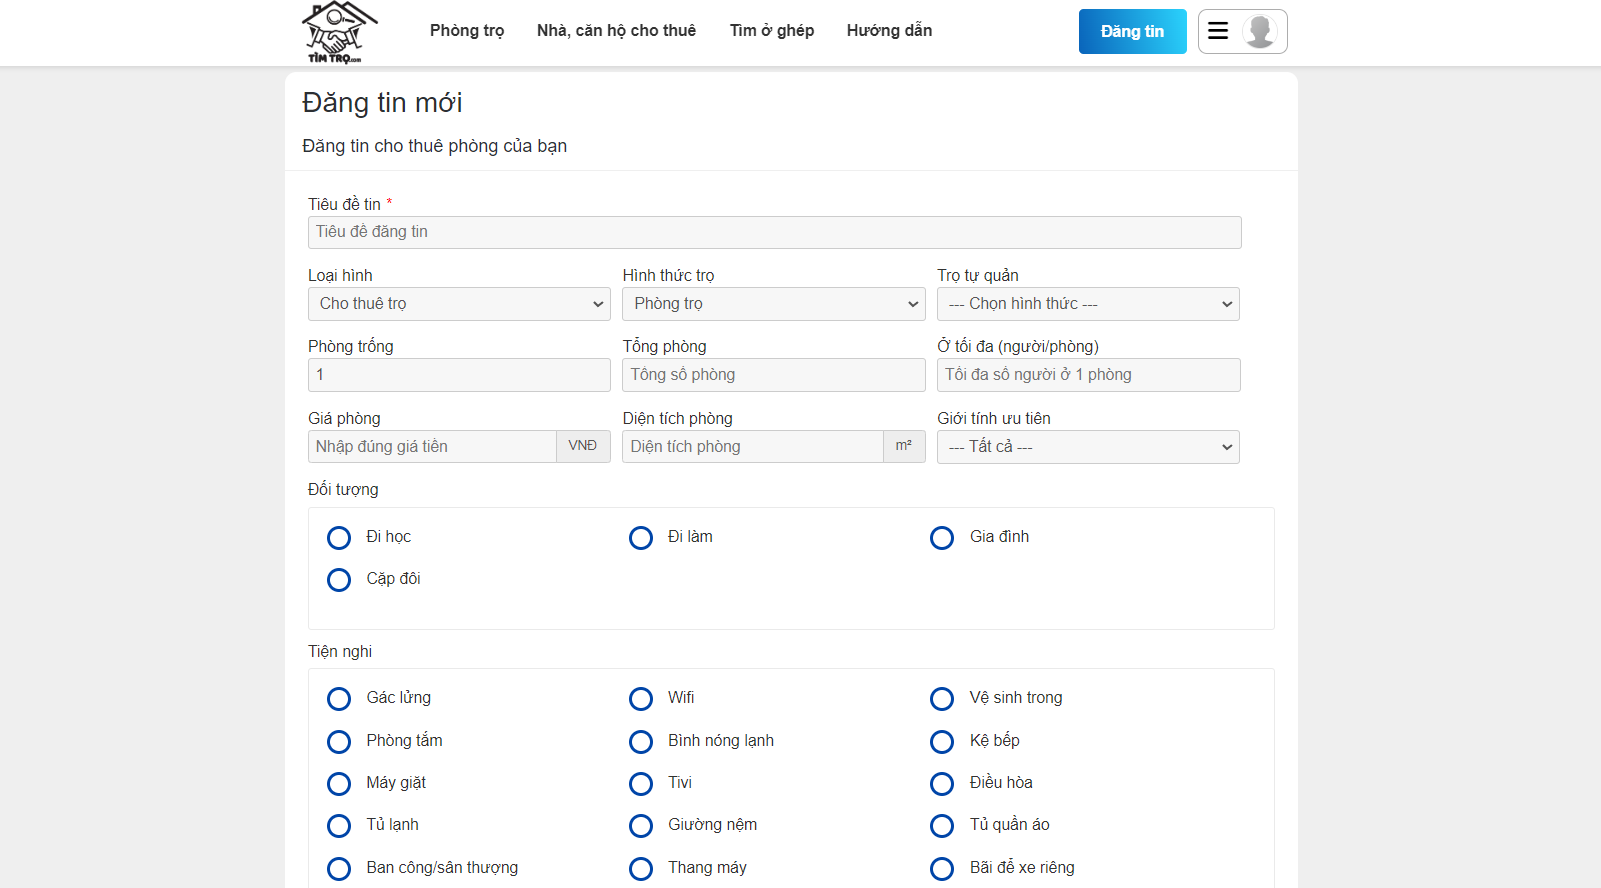 TÌM TRỌ.com
Phòng trọ Nhà, căn hộ cho thuê Tìm ở ghép Hướng dẫn Đăng tin
Đăng tin mới
Đăng tin cho thuê phòng của bạn
Tiêu đề tin *
Tiêu đề đăng tin
Loại hình Hình thức trọ Trọ tự quản
Cho thuê trọ Phòng trọ --- Chọn hình thức ---
Phòng trống Tổng phòng Ở tối đa (người/phòng)
1 Tổng số phòng Tối đa số người ở 1 phòng
Giá phòng Diện tích phòng Giới tính ưu tiên
Nhập đúng giá tiền VNĐ Diện tích phòng m² --- Tất cả ---
Đối tượng
Đi học Đi làm Gia đình
Cặp đôi
Tiện nghi
Gác lửng Wifi Vệ sinh trong
Phòng tắm Bình nóng lạnh Kệ bếp
Máy giặt Tivi Điều hòa
Tủ lạnh Giường nệm Tủ quần áo
Ban công/sân thượng Thang máy Bãi để xe riêng